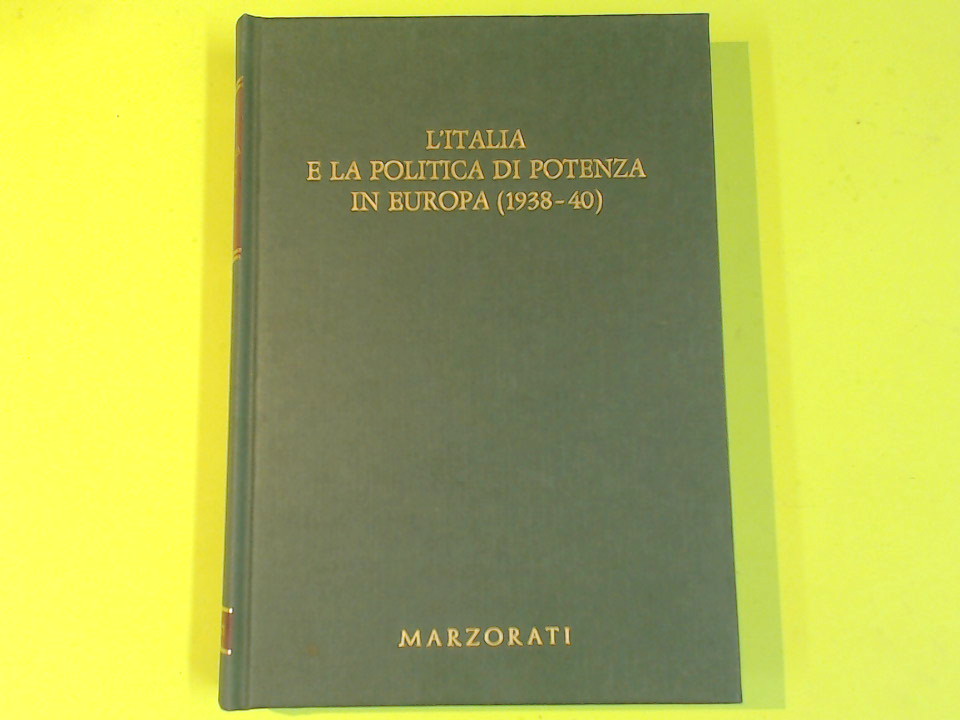 L'ITALIA
E LA POLITICA DI POTENZA
IN EUROPA (1938-40)
MARZORATI